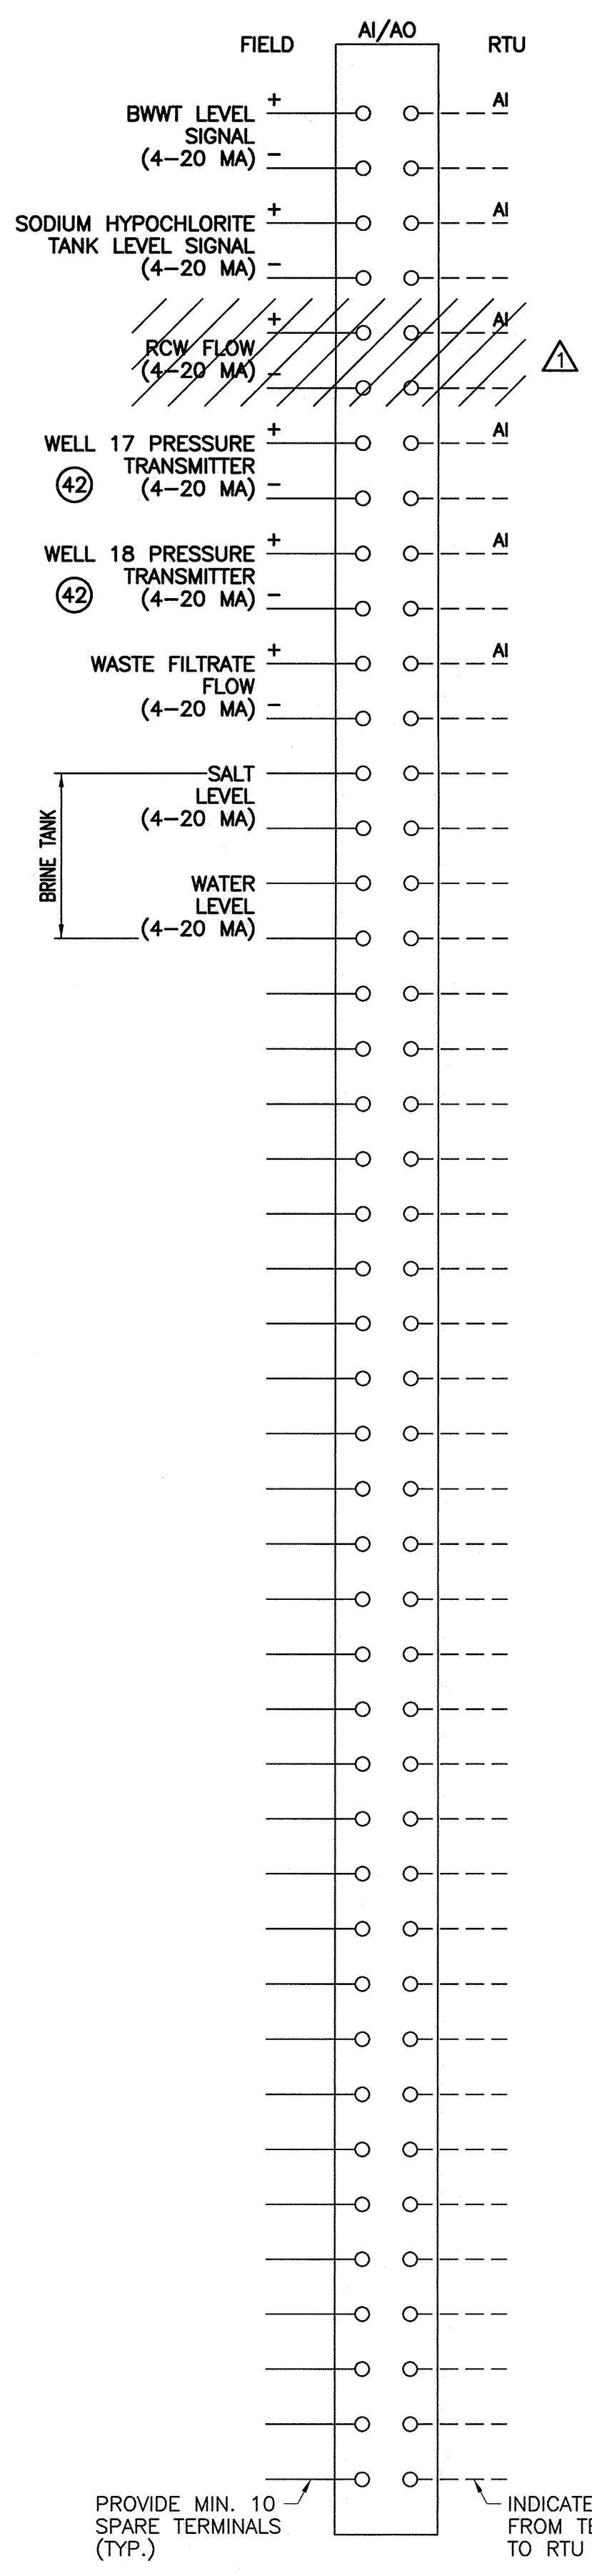 AI/AO
FIELD
RTU
+
AI
BWWT LEVEL
SIGNAL
(4-20 MA) -
+
AI
SODIUM HYPOCHLORITE
TANK LEVEL SIGNAL
(4-20 MA) -
+
AI
RCW FLOW
(4-20 MA) -
1
+
AI
WELL 17 PRESSURE
TRANSMITTER
42 (4-20 MA) -
+
AI
WELL 18 PRESSURE
TRANSMITTER
42 (4-20 MA) -
+
AI
WASTE FILTRATE
FLOW
(4-20 MA) -
SALT
LEVEL
(4-20 MA)
BRINE TANK
WATER
LEVEL
(4-20 MA)
PROVIDE MIN. 10
SPARE TERMINALS
(TYP.)
INDICATE
FROM TE
TO RTU